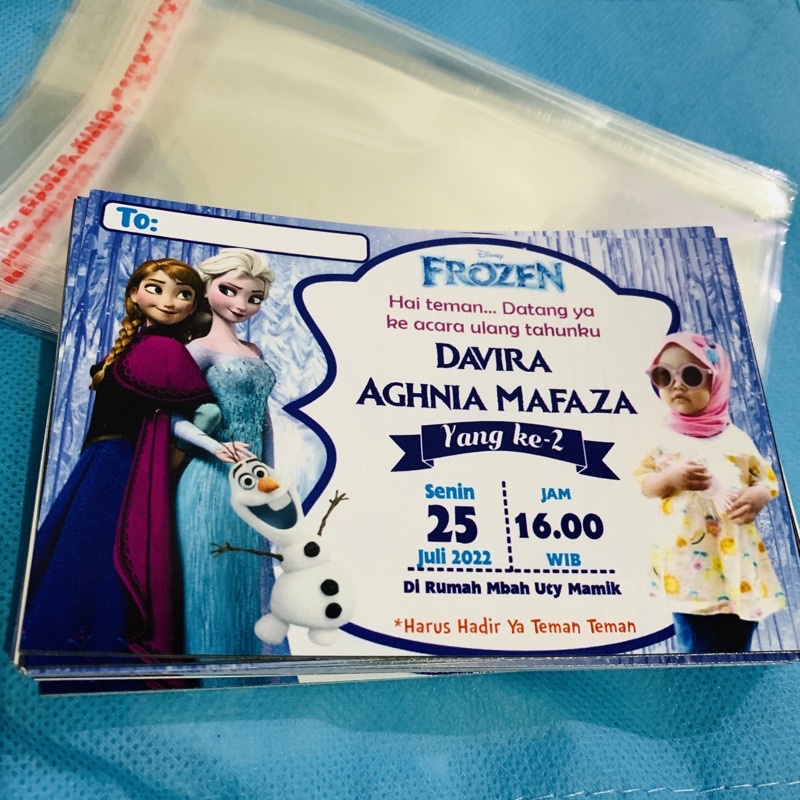 To:
Disney
FROZEN
Hai teman... Datang ya
ke acara ulang tahunku
DAVIRA
AGHNIA MAFAZA
Yang ke-2
Senin
25
Juli 2022
JAM
16.00
WIB
Di Rumah Mbah Uty Mamik
*Harus Hadir Ya Teman Teman